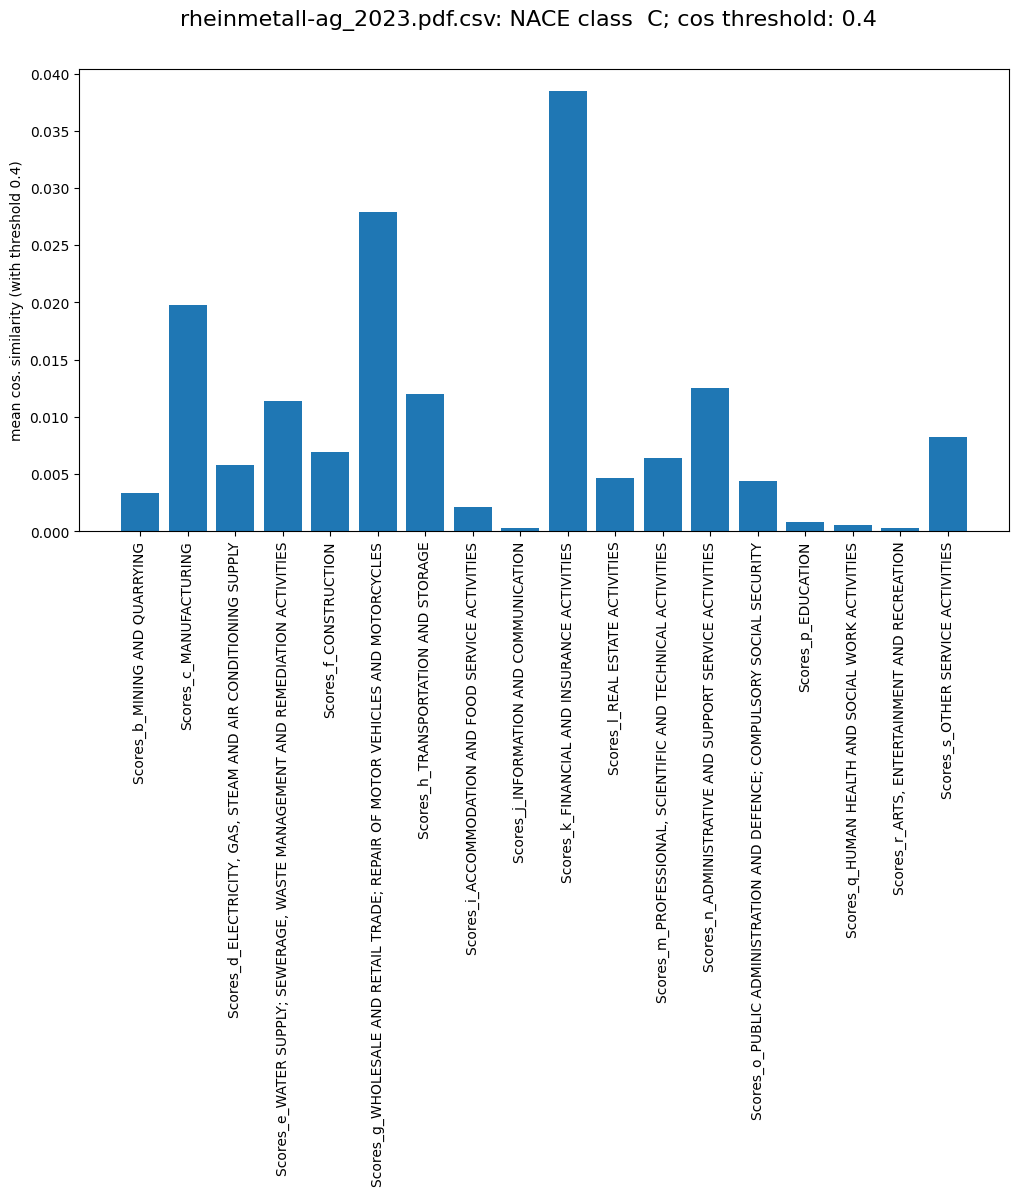 rheinmetall-ag_2023.pdf.csv: NACE class  C; cos threshold: 0.4
mean cos. similarity (with threshold 0.4)
0.040
0.035
0.030
0.025
0.020
0.015
0.010
0.005
0.000
Scores_b_MINING AND QUARRYING
Scores_c_MANUFACTURING
Scores_d_ELECTRICITY, GAS, STEAM AND AIR CONDITIONING SUPPLY
Scores_e_WATER SUPPLY; SEWERAGE, WASTE MANAGEMENT AND REMEDIATION ACTIVITIES
Scores_f_CONSTRUCTION
Scores_g_WHOLESALE AND RETAIL TRADE; REPAIR OF MOTOR VEHICLES AND MOTORCYCLES
Scores_h_TRANSPORTATION AND STORAGE
Scores_i_ACCOMMODATION AND FOOD SERVICE ACTIVITIES
Scores_j_INFORMATION AND COMMUNICATION
Scores_k_FINANCIAL AND INSURANCE ACTIVITIES
Scores_l_REAL ESTATE ACTIVITIES
Scores_m_PROFESSIONAL, SCIENTIFIC AND TECHNICAL ACTIVITIES
Scores_n_ADMINISTRATIVE AND SUPPORT SERVICE ACTIVITIES
Scores_o_PUBLIC ADMINISTRATION AND DEFENCE; COMPULSORY SOCIAL SECURITY
Scores_p_EDUCATION
Scores_q_HUMAN HEALTH AND SOCIAL WORK ACTIVITIES
Scores_r_ARTS, ENTERTAINMENT AND RECREATION
Scores_s_OTHER SERVICE ACTIVITIES